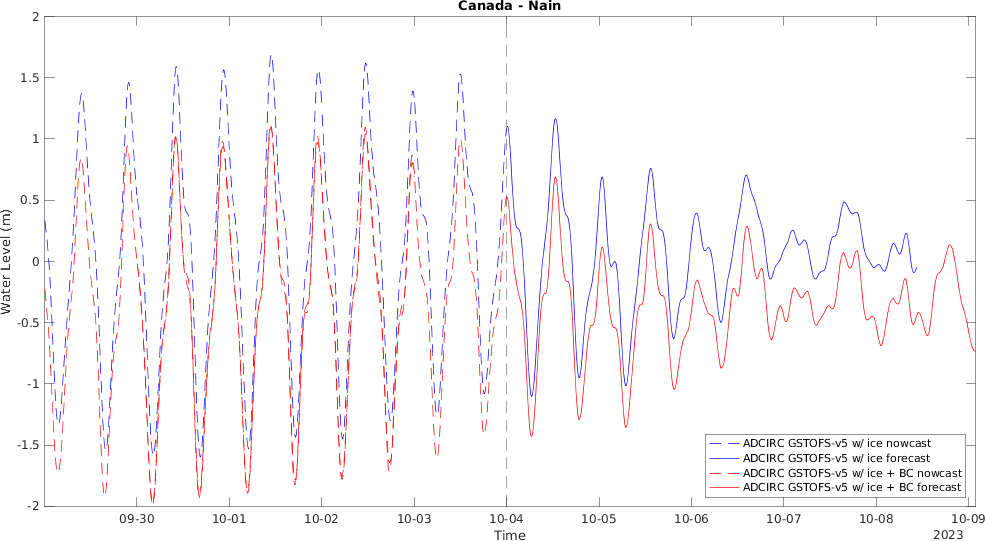 Canada - Nain
Water Level (m)
2
1.5
1
0.5
0
-0.5
-1
-1.5
-2
ADCIRC GSTOFS-v5 w/ ice nowcast
ADCIRC GSTOFS-v5 w/ ice forecast
ADCIRC GSTOFS-v5 w/ ice + BC nowcast
ADCIRC GSTOFS-v5 w/ ice + BC forecast
09-30 10-01 10-02 10-03 10-04 10-05 10-06 10-07 10-08 10-09
Time
2023